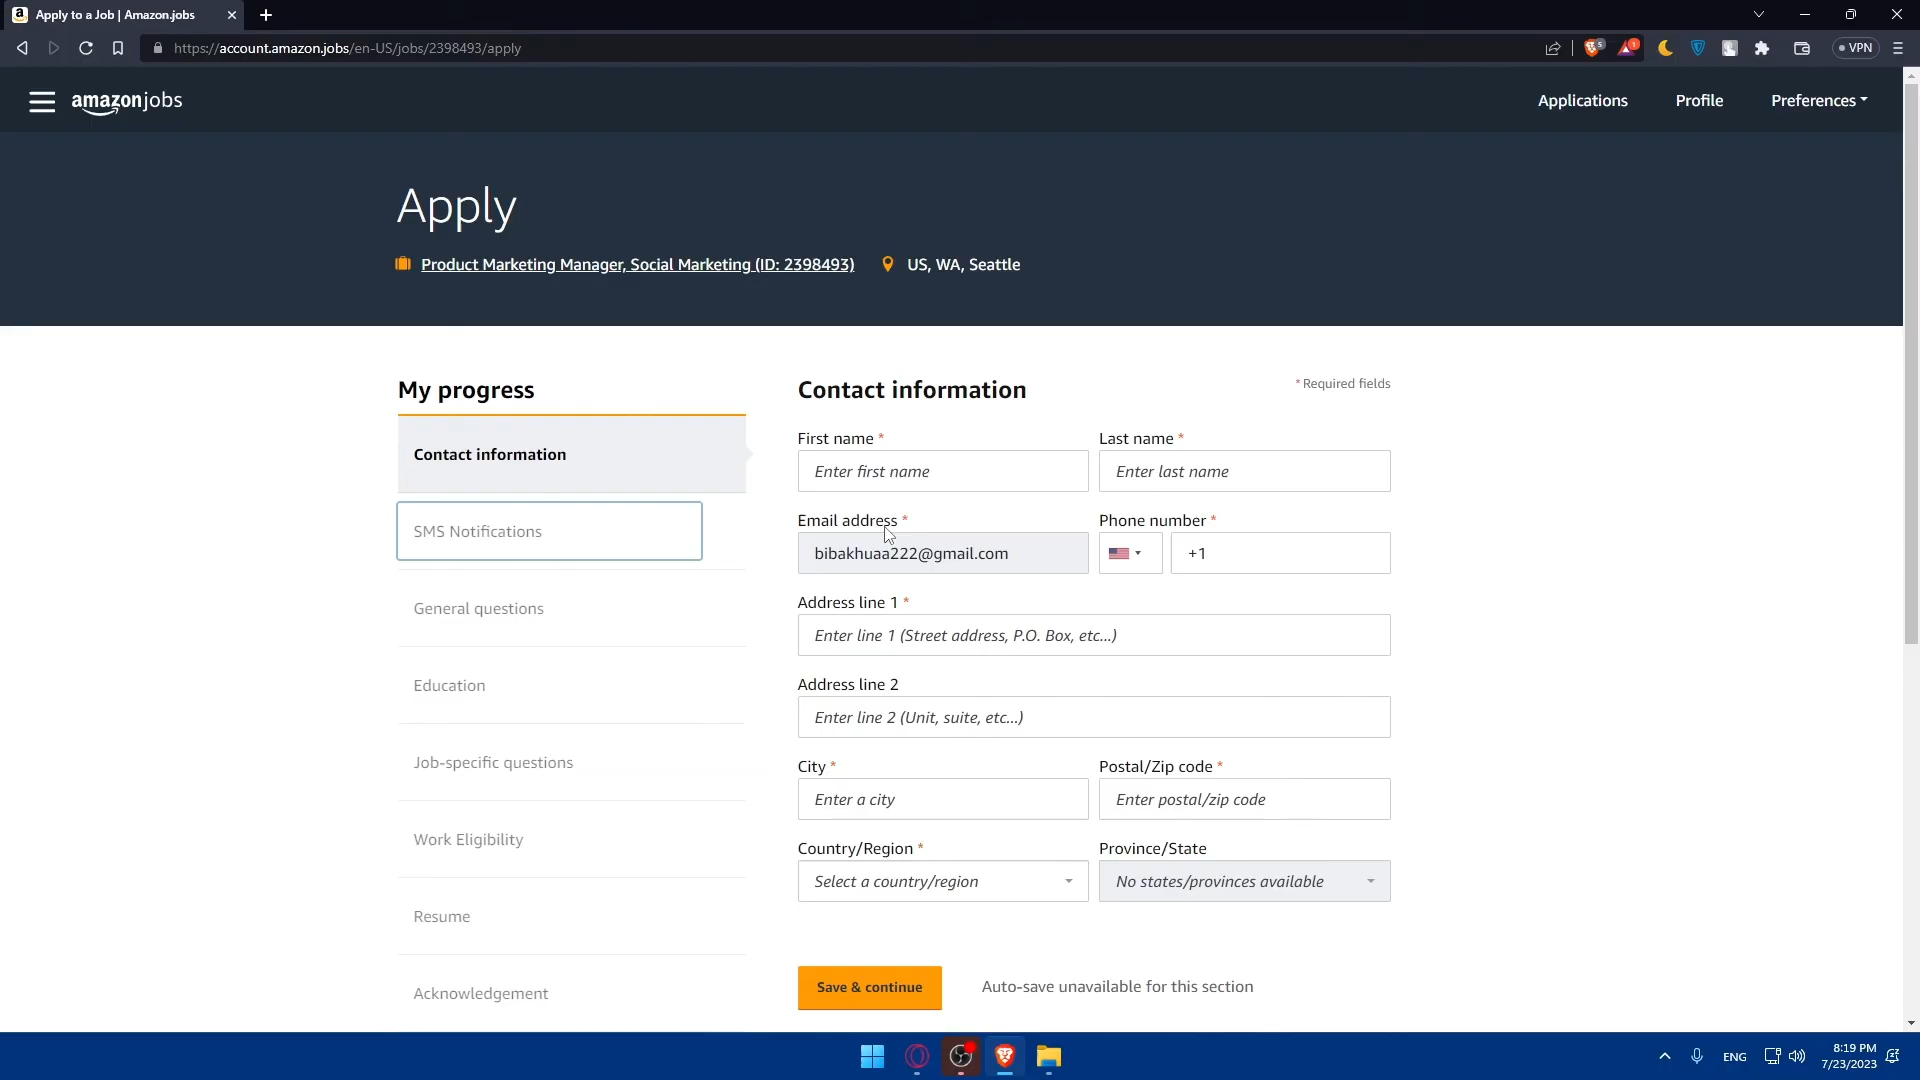 Apply to a Job | Amazon.jobs
https://account.amazon.jobs/en-US/jobs/2398493/apply
5
1
VPN
amazon jobs
Applications
Profile
Preferences
Apply
Product Marketing Manager, Social Marketing (ID: 2398493)
US, WA, Seattle
My progress
Contact information
SMS Notifications
General questions
Education
Job-specific questions
Work Eligibility
Resume
Acknowledgement
Contact information
* Required fields
First name *
Last name *
Enter first name
Enter last name
Email address *
Phone number *
bibakhuaa222@gmail.com
+1
Address line 1 *
Enter line 1 (Street address, P.O. Box, etc...)
Address line 2
Enter line 2 (Unit, suite, etc...)
City *
Postal/Zip code *
Enter a city
Enter postal/zip code
Country/Region *
Province/State
Select a country/region
No states/provinces available
Save & continue
Auto-save unavailable for this section
ENG
8:19 PM
7/23/2023